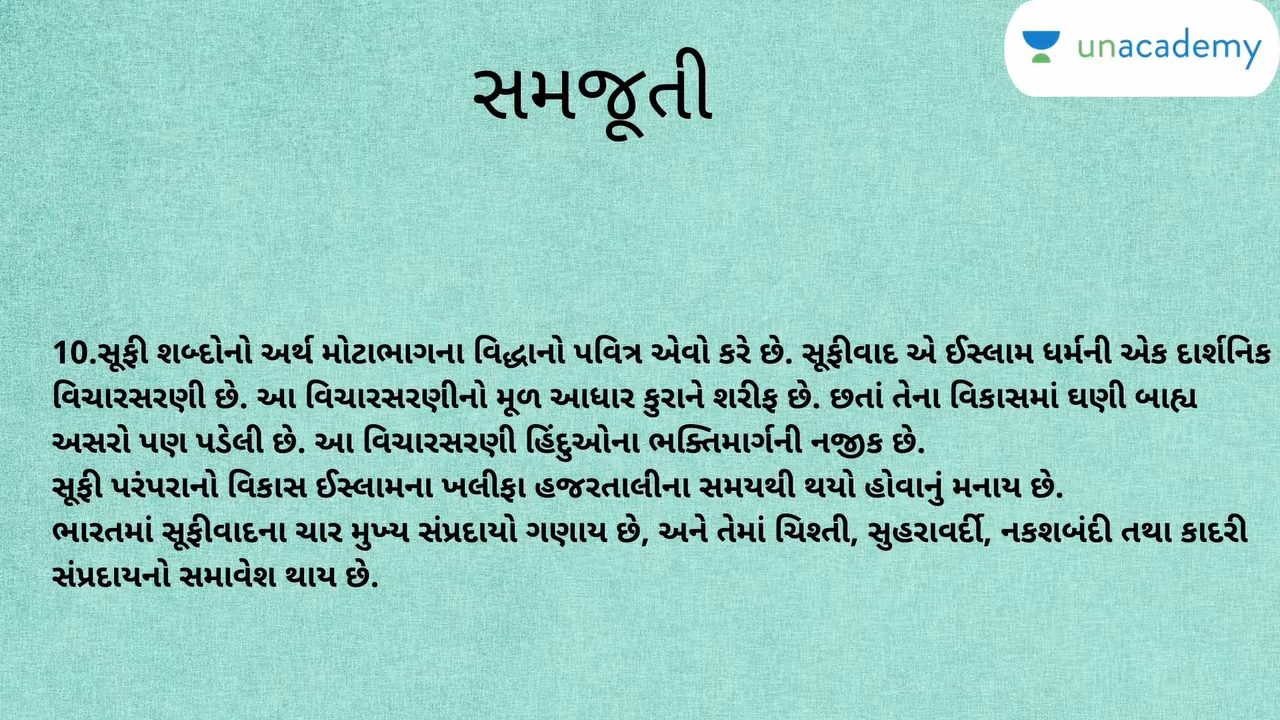 unacademy
સમજૂતી
10.સૂફી શબ્દોનો અર્થ મોટાભાગના વિદ્ધાનો પવિત્ર એવો કરે છે. સૂફીવાદ એ ઈસ્લામ ધર્મની એક દાર્શનિક
વિચારસરણી છે. આ વિચારસરણીનો મૂળ આધાર કુરાને શરીફ છે. છતાં તેના વિકાસમાં ઘણી બાહ્ય
અસરો પણ પડેલી છે. આ વિચારસરણી હિંદુઓના ભક્તિમાર્ગની નજીક છે.
સૂફી પરંપરાનો વિકાસ ઈસ્લામના ખલીફા હજરતાલીના સમયથી થયો હોવાનું મનાય છે.
ભારતમાં સૂફીવાદના ચાર મુખ્ય સંપ્રદાયો ગણાય છે, અને તેમાં ચિશ્તી, સુહરાવર્દી, નકશબંદી તથા કાદરી
સંપ્રદાયનો સમાવેશ થાય છે.